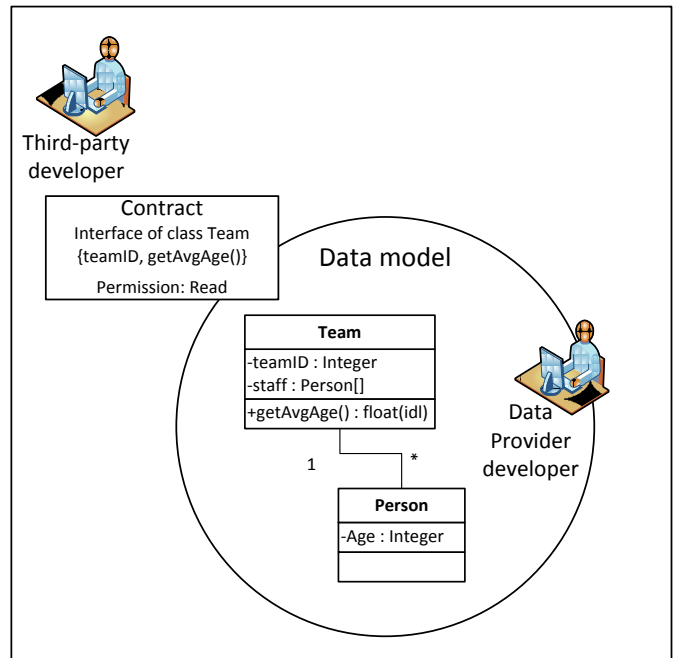 Third-party
developer
Contract
Interface of class Team
{teamID, getAvgAge()}
Permission: Read
Data model
Team
-teamID : Integer
-staff : Person[]
+getAvgAge() : float(idl)
1
*
Person
-Age : Integer
Data
Provider
developer